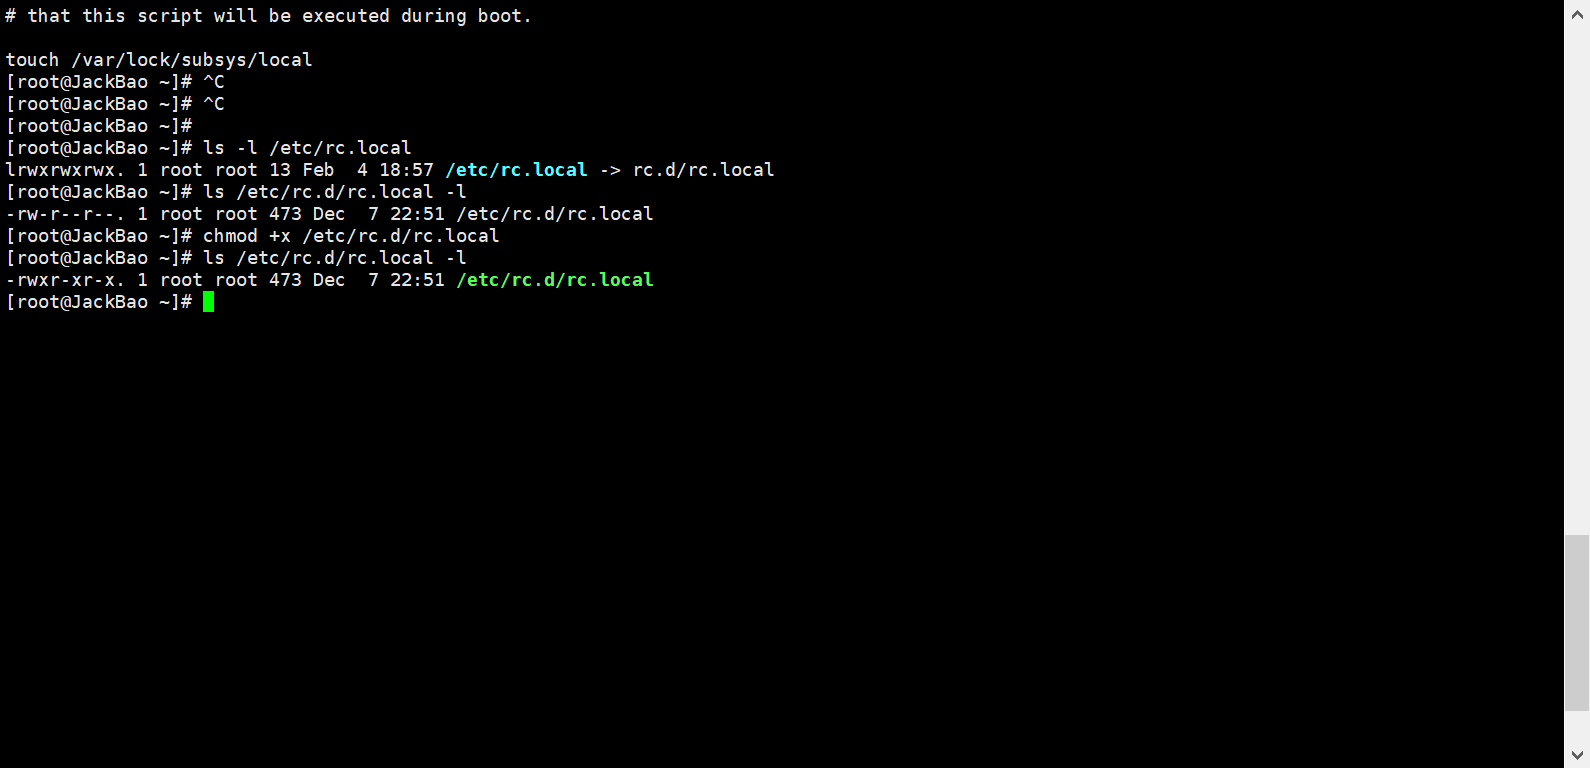 # that this script will be executed during boot.

touch /var/lock/subsys/local
[root@JackBao ~]# ^C
[root@JackBao ~]# ^C
[root@JackBao ~]#
[root@JackBao ~]# ls -l /etc/rc.local
lrwxrwxrwx. 1 root root 13 Feb  4 18:57 /etc/rc.local -> rc.d/rc.local
[root@JackBao ~]# ls /etc/rc.d/rc.local -l
-rw-r--r--. 1 root root 473 Dec  7 22:51 /etc/rc.d/rc.local
[root@JackBao ~]# chmod +x /etc/rc.d/rc.local
[root@JackBao ~]# ls /etc/rc.d/rc.local -l
-rwxr-xr-x. 1 root root 473 Dec  7 22:51 /etc/rc.d/rc.local
[root@JackBao ~]#